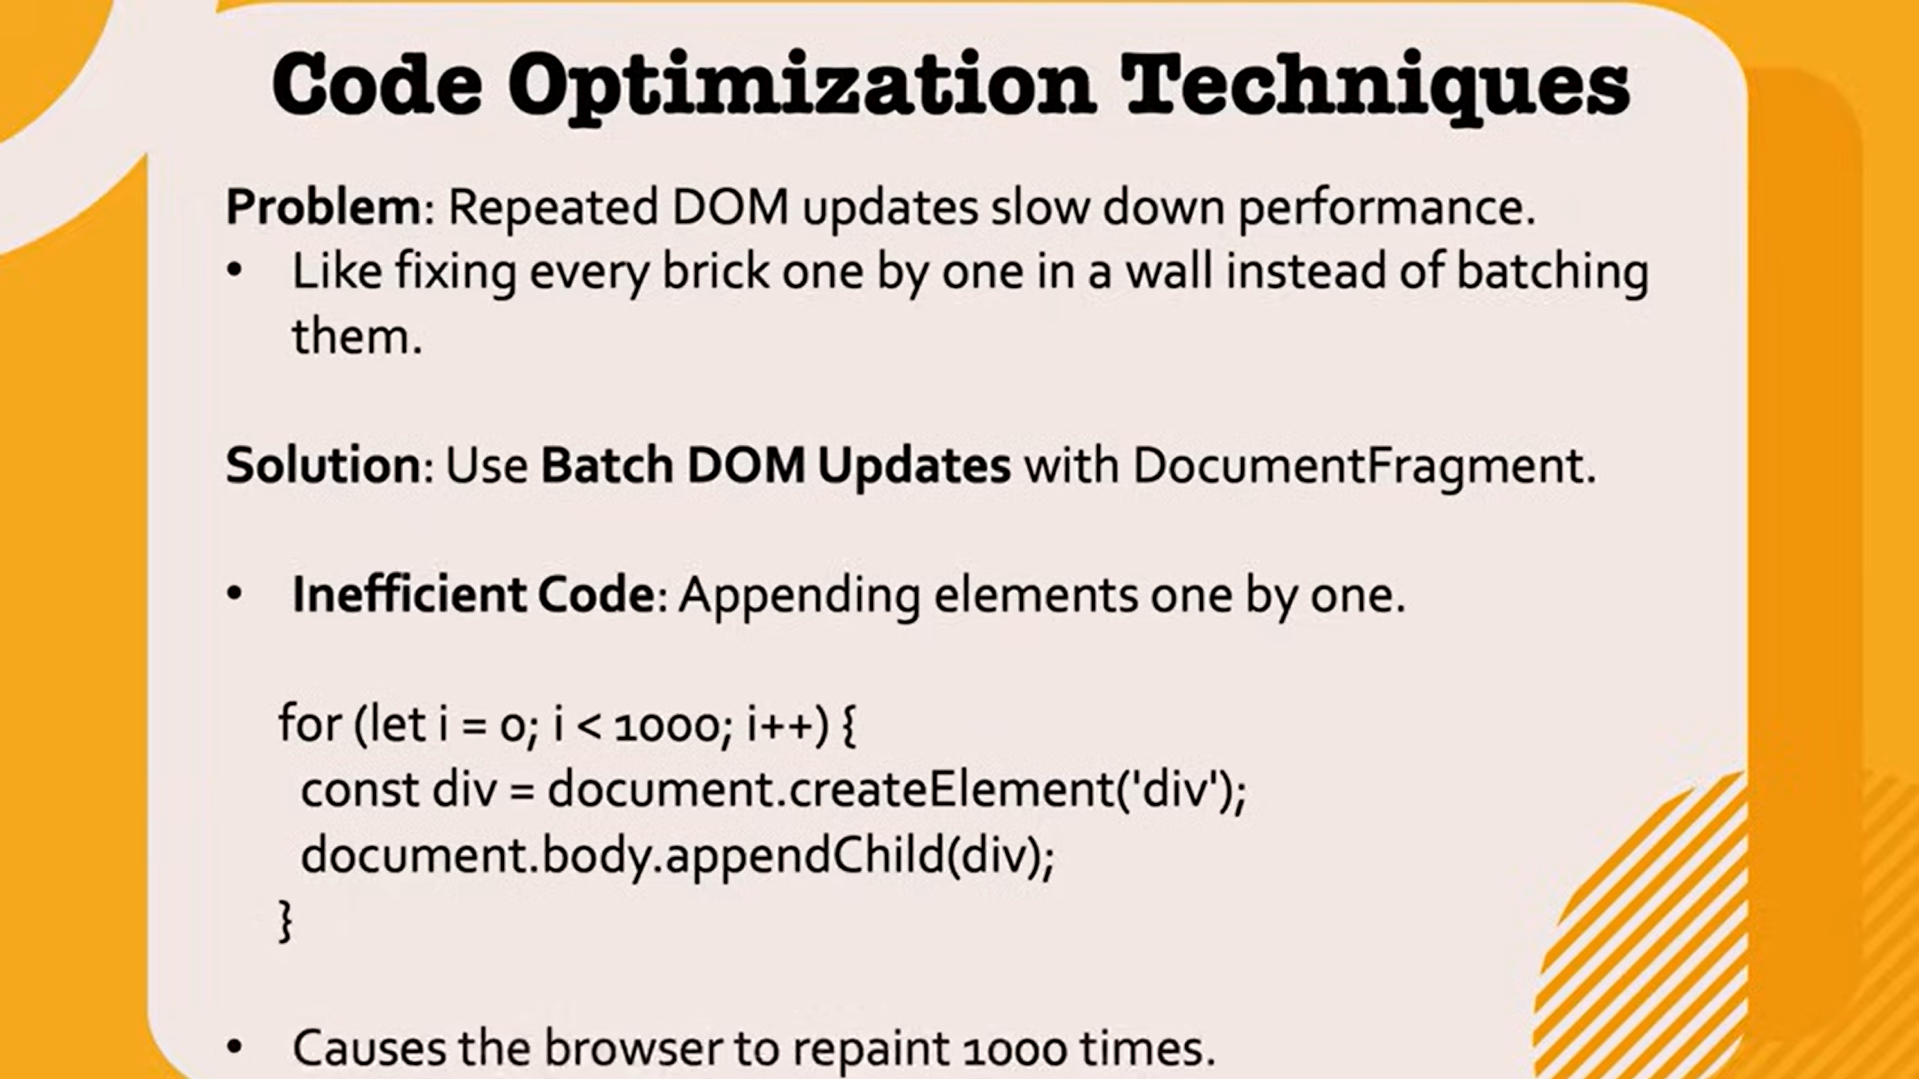 Code Optimization Techniques
Problem: Repeated DOM updates slow down performance.
• Like fixing every brick one by one in a wall instead of batching
them.
Solution: Use Batch DOM Updates with DocumentFragment.
• Inefficient Code: Appending elements one by one.
for (let i = 0; i < 1000; i++) {
const div = document.createElement('div');
document.body.appendChild(div);
}
• Causes the browser to repaint 1000 times.